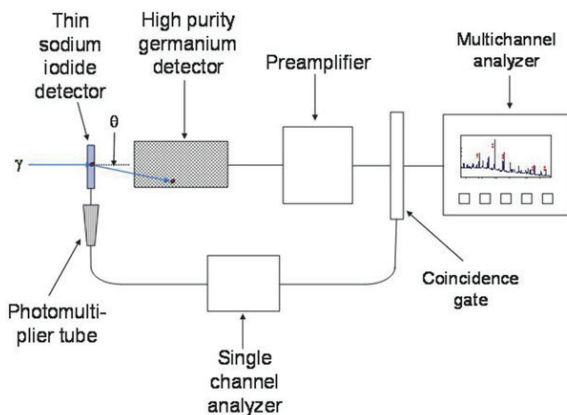 Thin
sodium
iodide
detector
High purity
germanium
detector
Preamplifier
Multichannel
analyzer
θ
γ
Photomulti-
plier tube
Single
channel
analyzer
Coincidence
gate